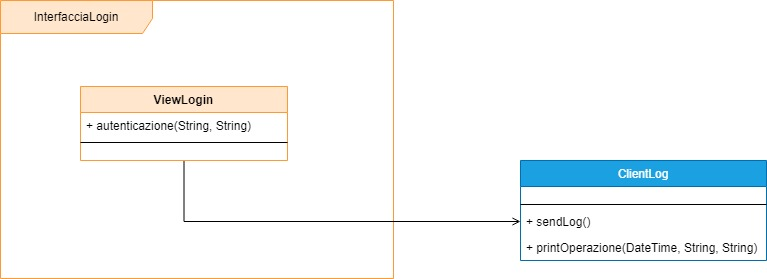 InterfacciaLogin
ViewLogin
+ autenticazione(String, String)
ClientLog
+ sendLog()
+ printOperazione(DateTime, String, String)